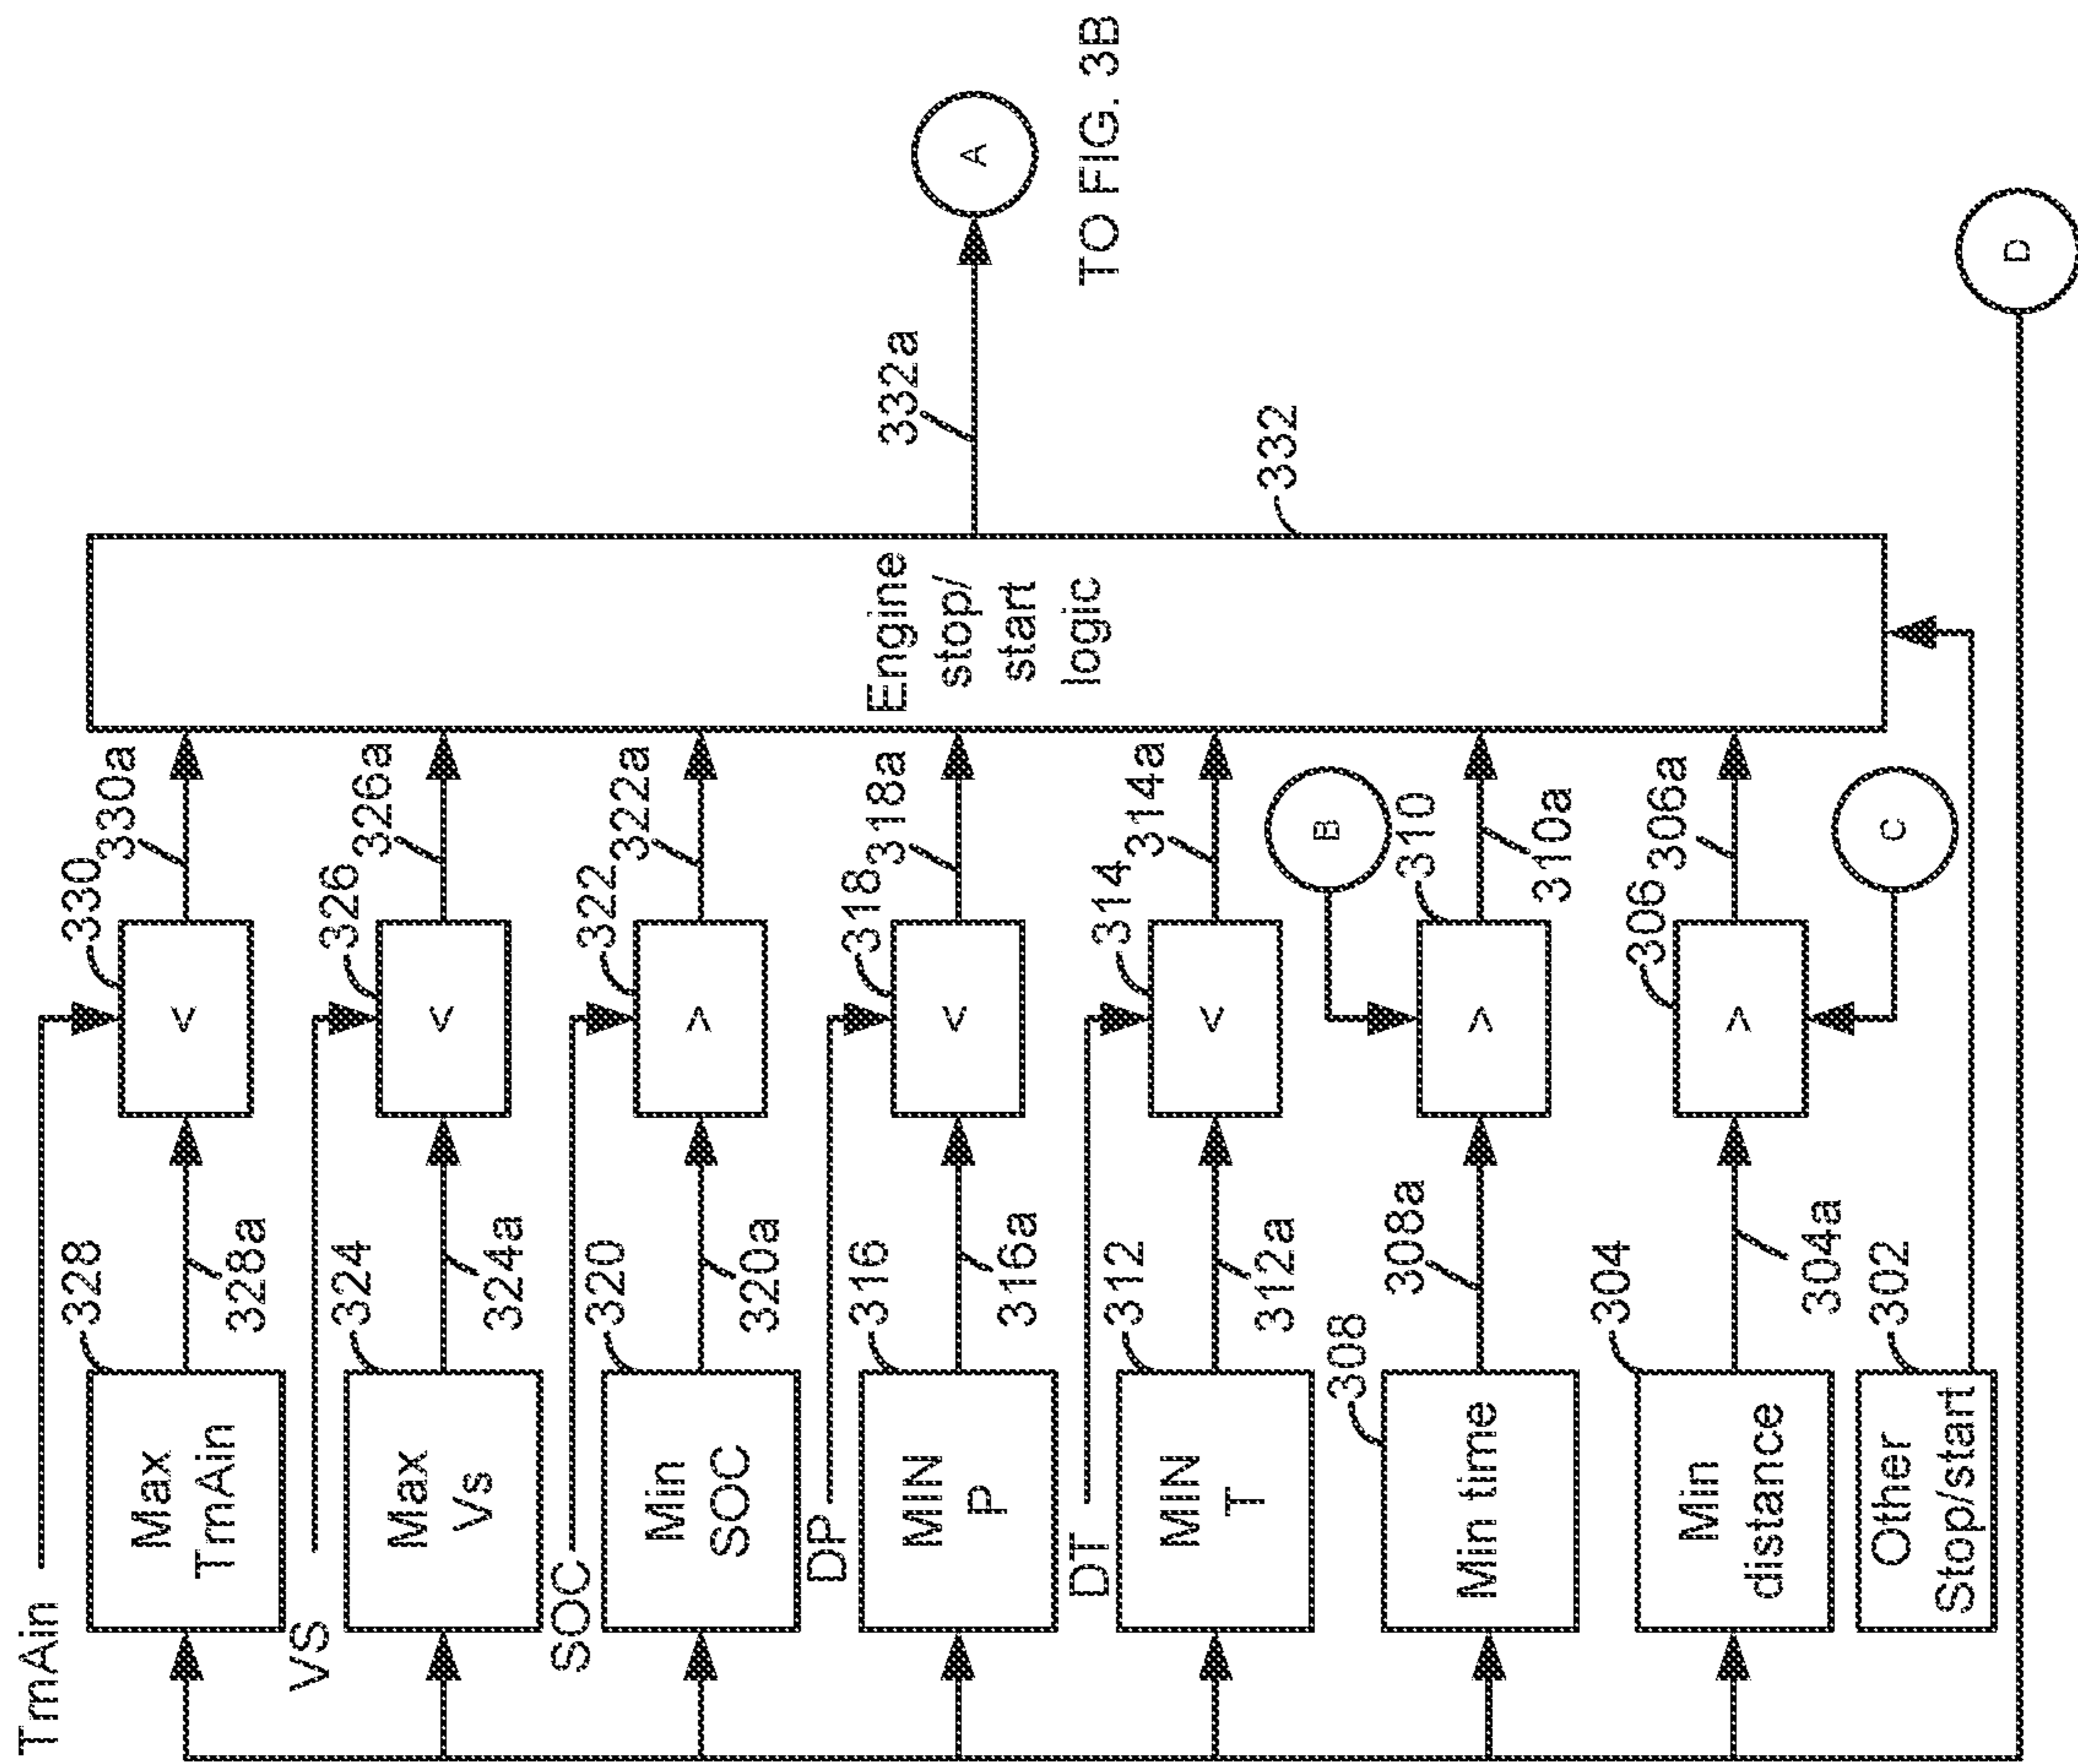 TmAin
Max
TmAin
328
328a
<
330
330a
VS
Max
Vs
324
324a
<
326
326a
SOC
Min
SOC
320
320a
>
322
322a
DP
MIN
P
316
316a
<
318
318a
DT
MIN
T
312
312a
<
314
314a
B
Min time
308
308a
>
310
310a
Min
distance
304
304a
>
306
306a
C
Other
Stop/start
302
Engine
stop/
start
logic
332
332a
A
TO FIG. 3B
D